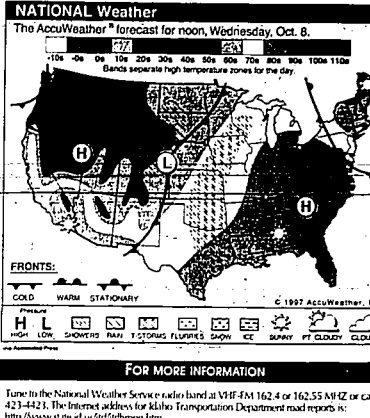 NATIONAL Weather
The AccuWeather® forecast for noon, Wednesday, Oct. 8.
-10s -0s 0s 10s 20s 30s 40s 50s 60s 70s 80s 90s 100s 110s
Bands separate high temperature zones for the day.
H
L
H
FRONTS:
COLD WARM STATIONARY
© 1997 AccuWeather,
Pressure
H L
HIGH LOW SHOWERS RAIN T-STORMS FLURRIES SNOW ICE SUNNY PT CLOUDY CLOU
Via Associated Press
FOR MORE INFORMATION
Tune to the National Weather Service radio band at VHF-FM 162.4 or 162.55 MHZ or ca
423-4423. The Internet address for Idaho Transportation Department road reports is: